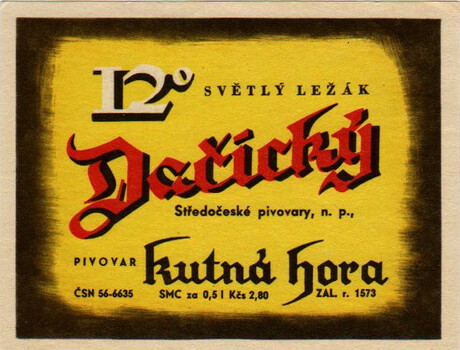 12° SVĚTLÝ LEŽÁK
Dačický
Středočeské pivovary, n. p.,
PIVOVAR kutná hora
ČSN 56-6635 SMC za 0,5 l Kčs 2,80 ZAL. r. 1573